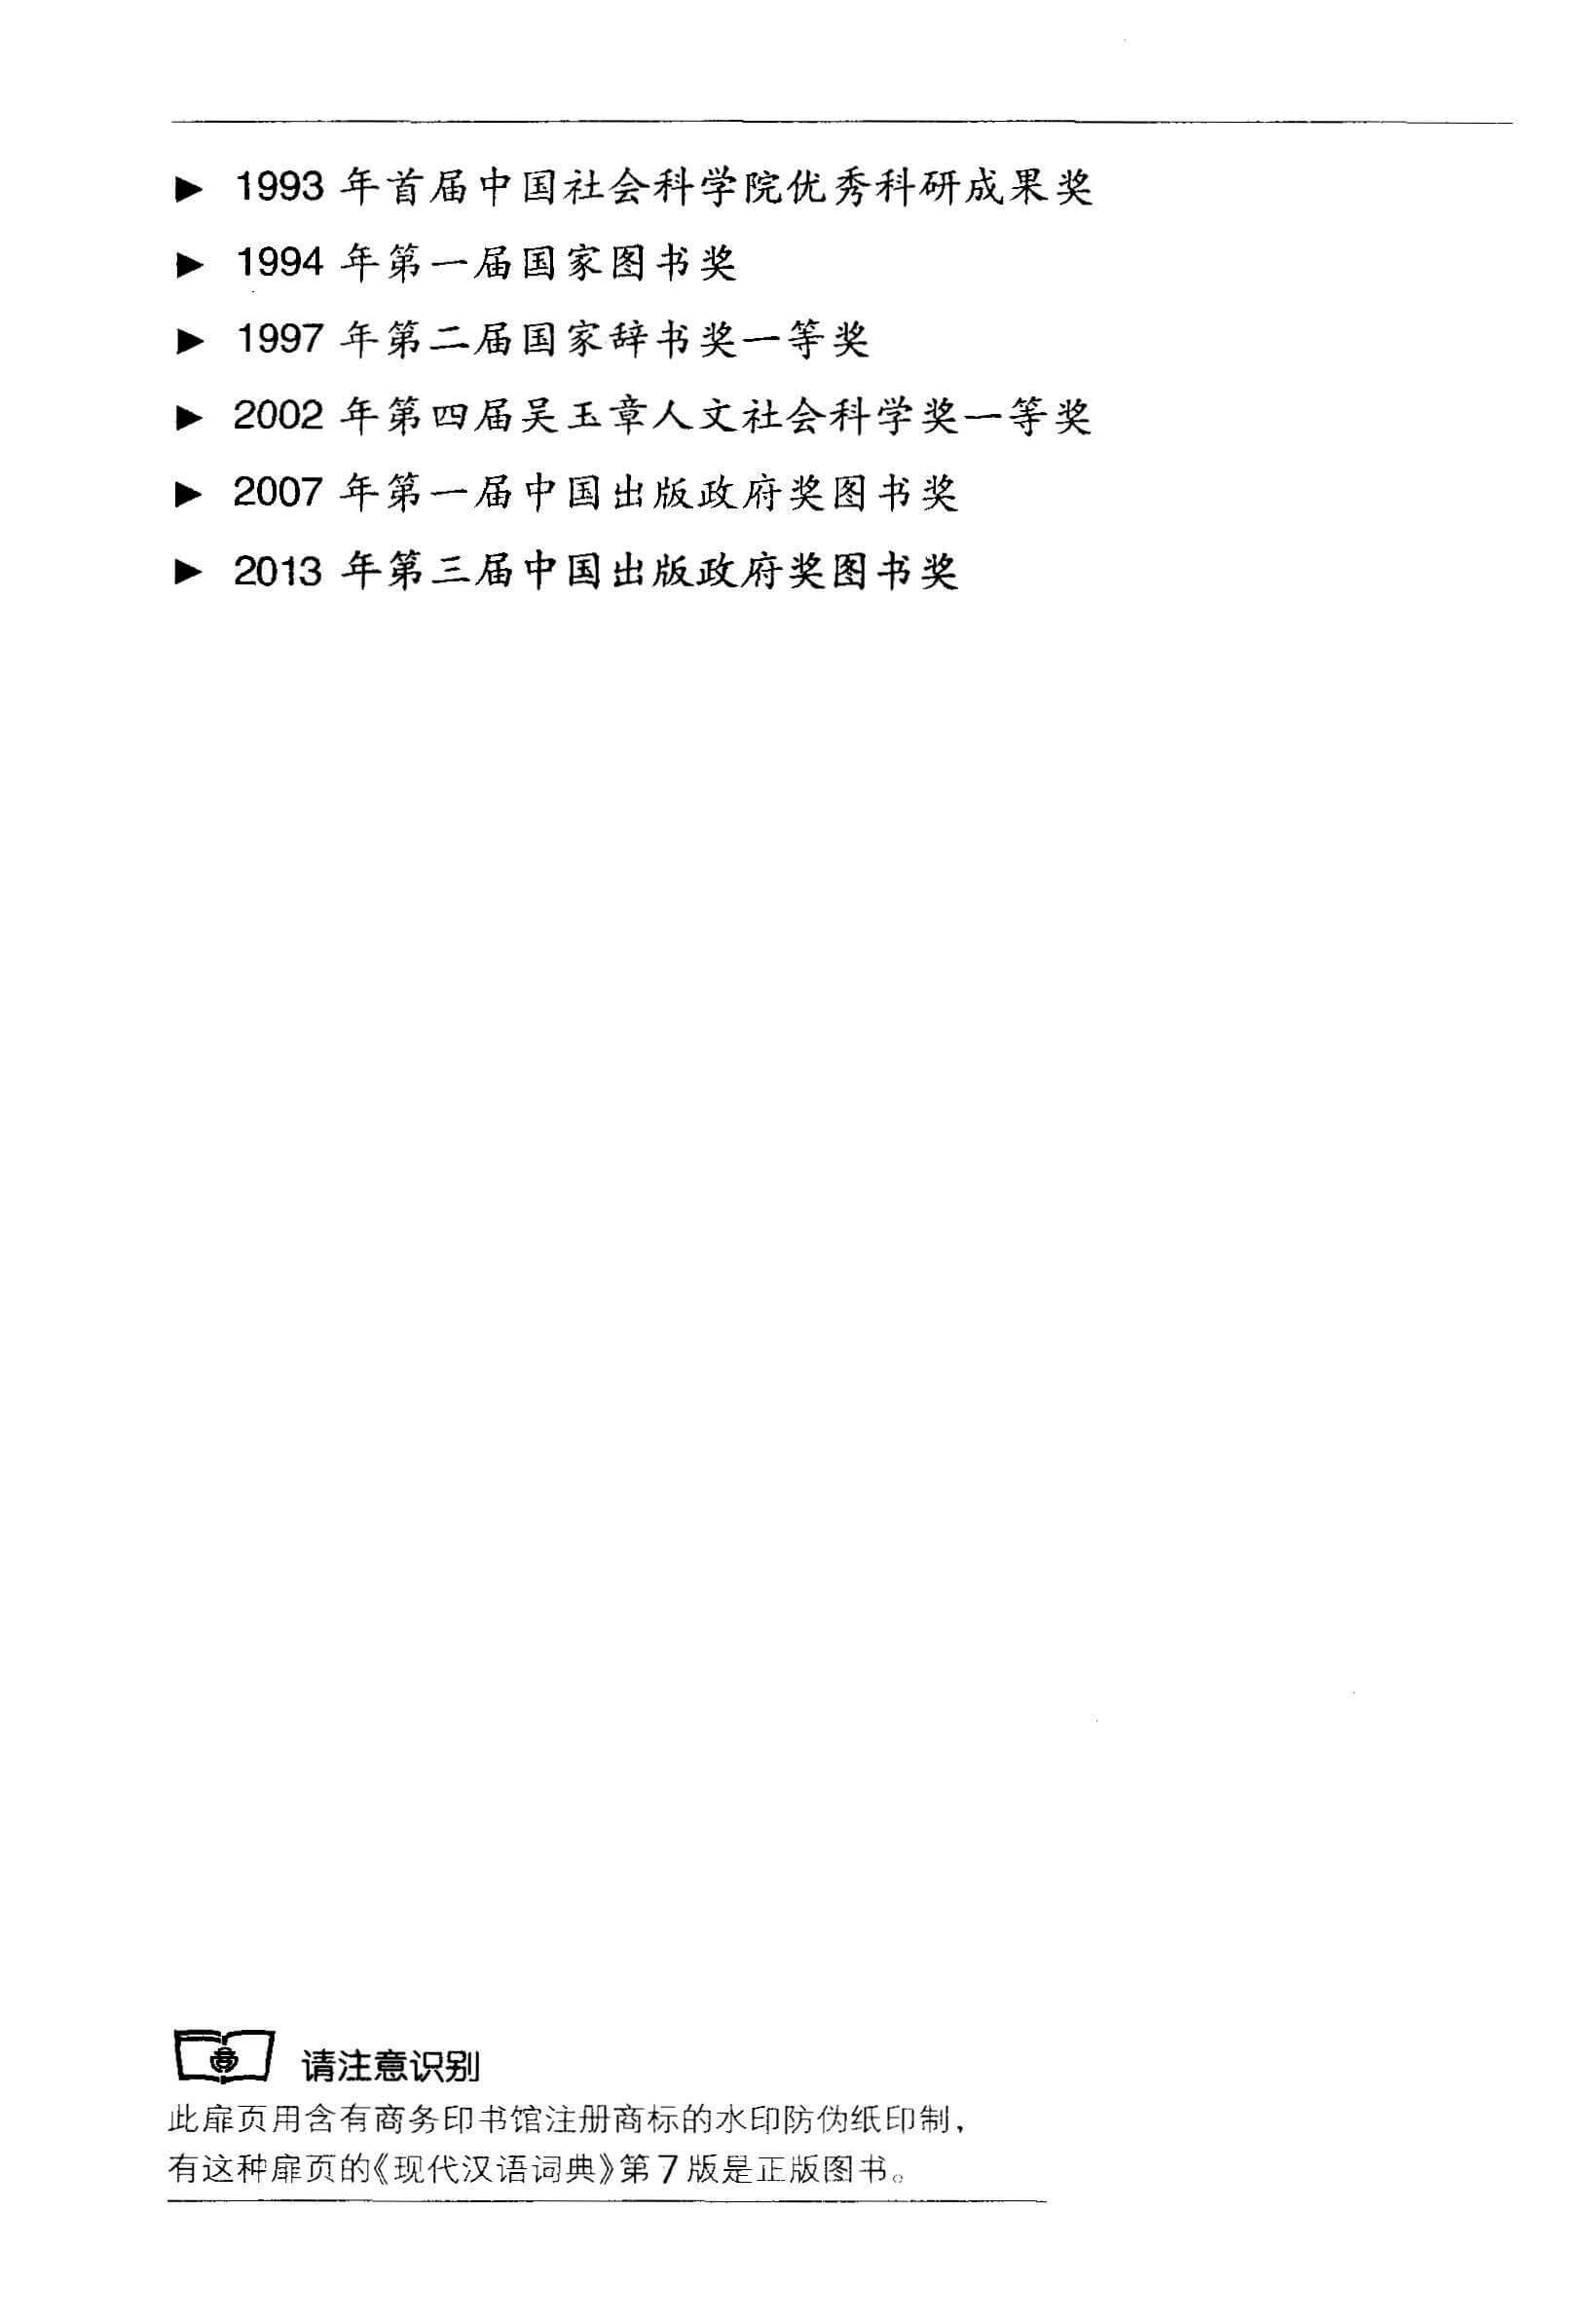 ▶ 1993 年首届中国社会科学院优秀科研成果奖
▶ 1994 年第一届国家图书奖
▶ 1997 年第二届国家辞书奖一等奖
▶ 2002 年第四届吴玉章人文社会科学奖一等奖
▶ 2007 年第一届中国出版政府奖图书奖
▶ 2013 年第三届中国出版政府奖图书奖
请注意识别
此扉页用含有商务印书馆注册商标的水印防伪纸印制，
有这种扉页的《现代汉语词典》第 7 版是正版图书。